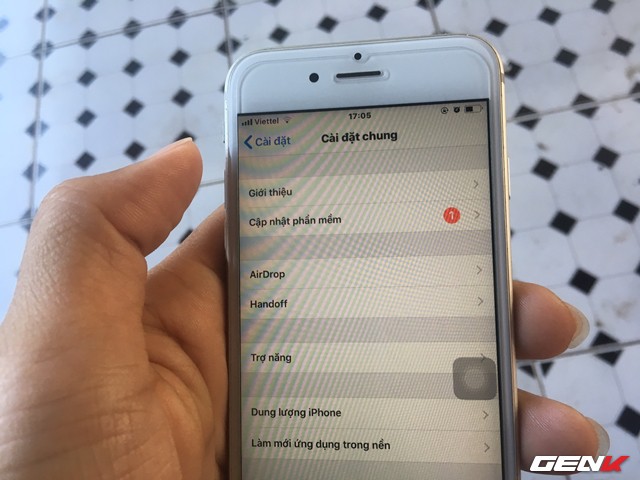 Viettel 17:05
Cài đặt Cài đặt chung
Giới thiệu
Cập nhật phần mềm 1
AirDrop
Handoff
Trợ năng
Dung lượng iPhone
Làm mới ứng dụng trong nền
GENK